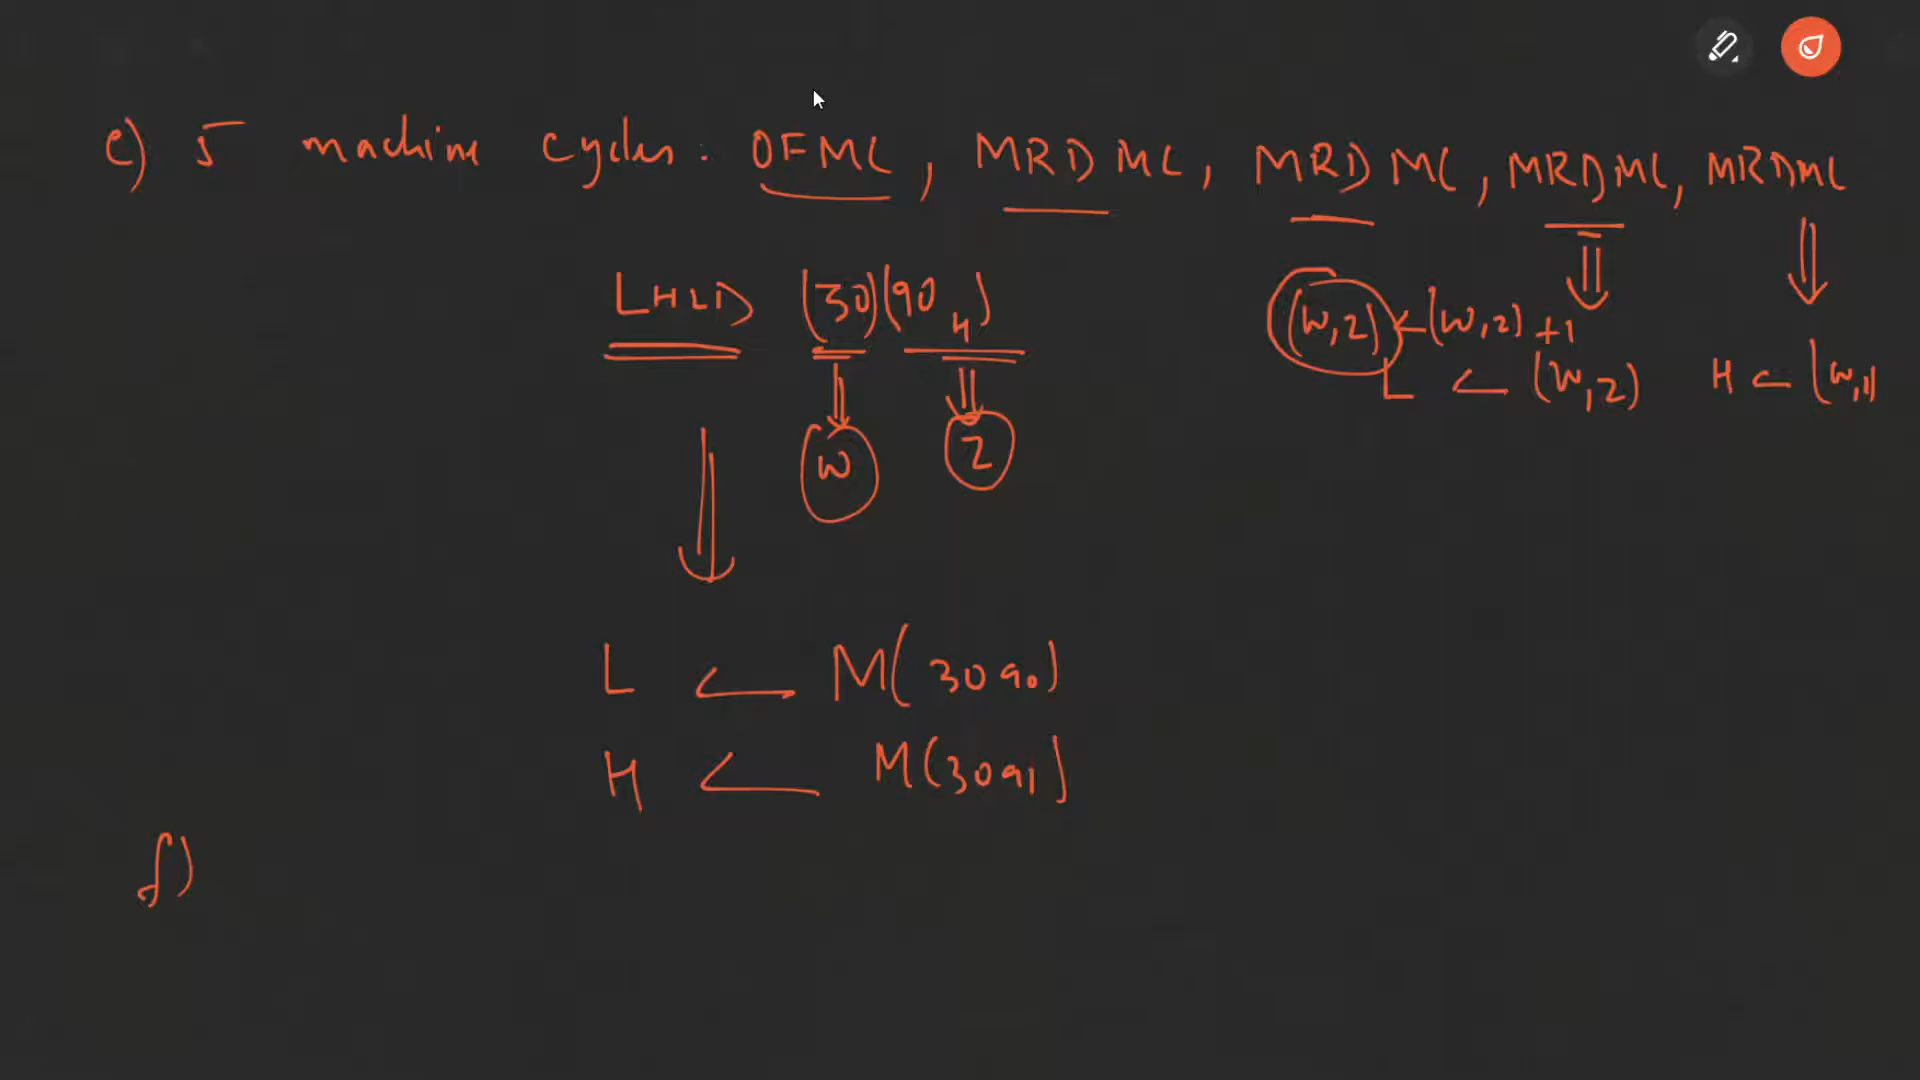 e) 5 machine cycles : OFMC, MRDMC, MRDMC, MRDMC, MRDMC
LHLD (30)(90H)
(W,Z) ← (W,Z)+1
L ← (W,Z) H ← (W,
W Z
L ← M(3090)
H ← M(3091)
f)